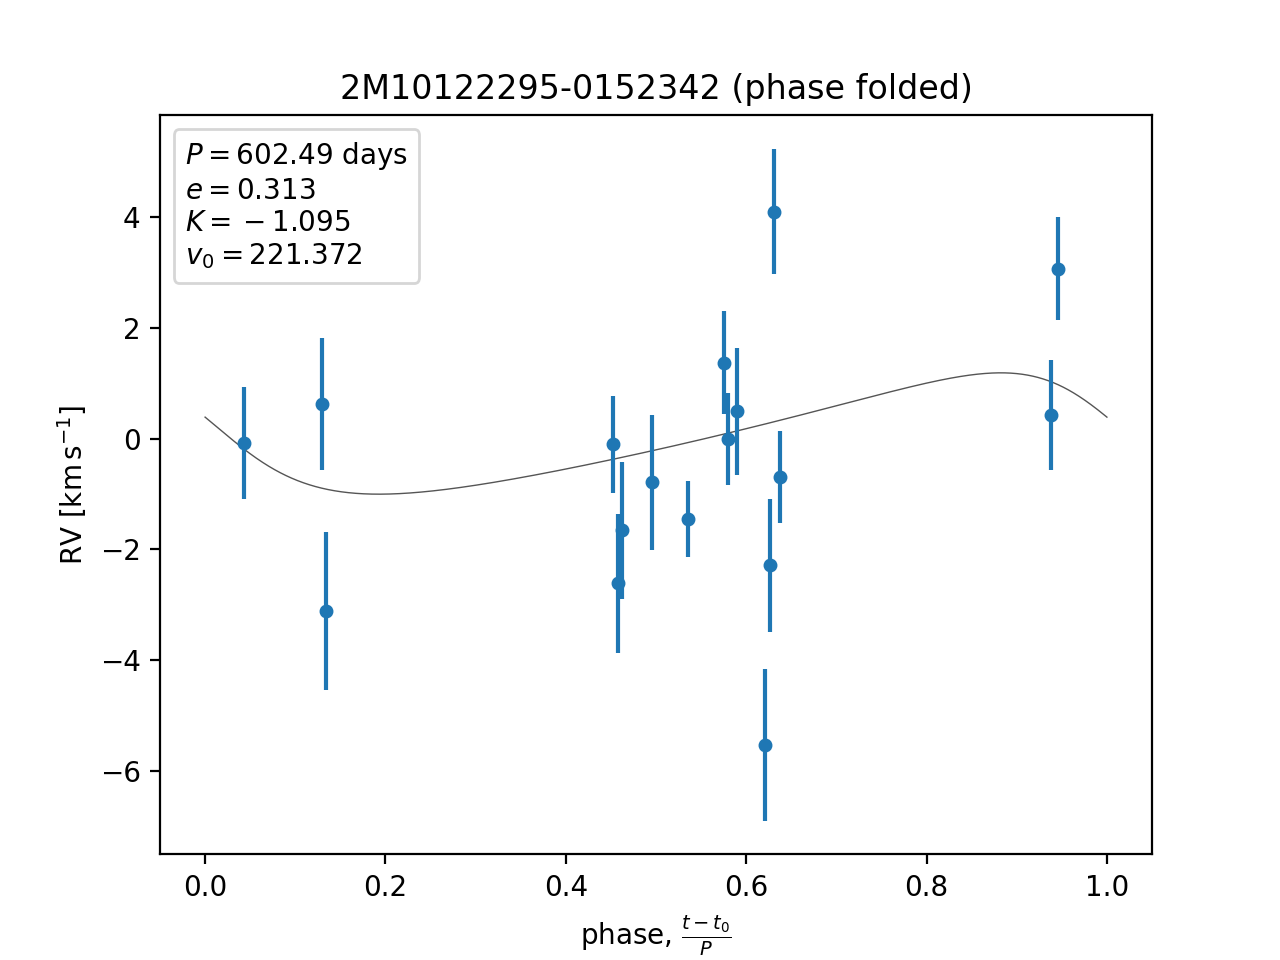 2M10122295-0152342 (phase folded)
P = 602.49 days
e = 0.313
K = −1.095
v₀ = 221.372
4
2
0
−2
−4
−6
RV [km s⁻¹]
0.0 0.2 0.4 0.6 0.8 1.0
phase, (t − t₀)/P